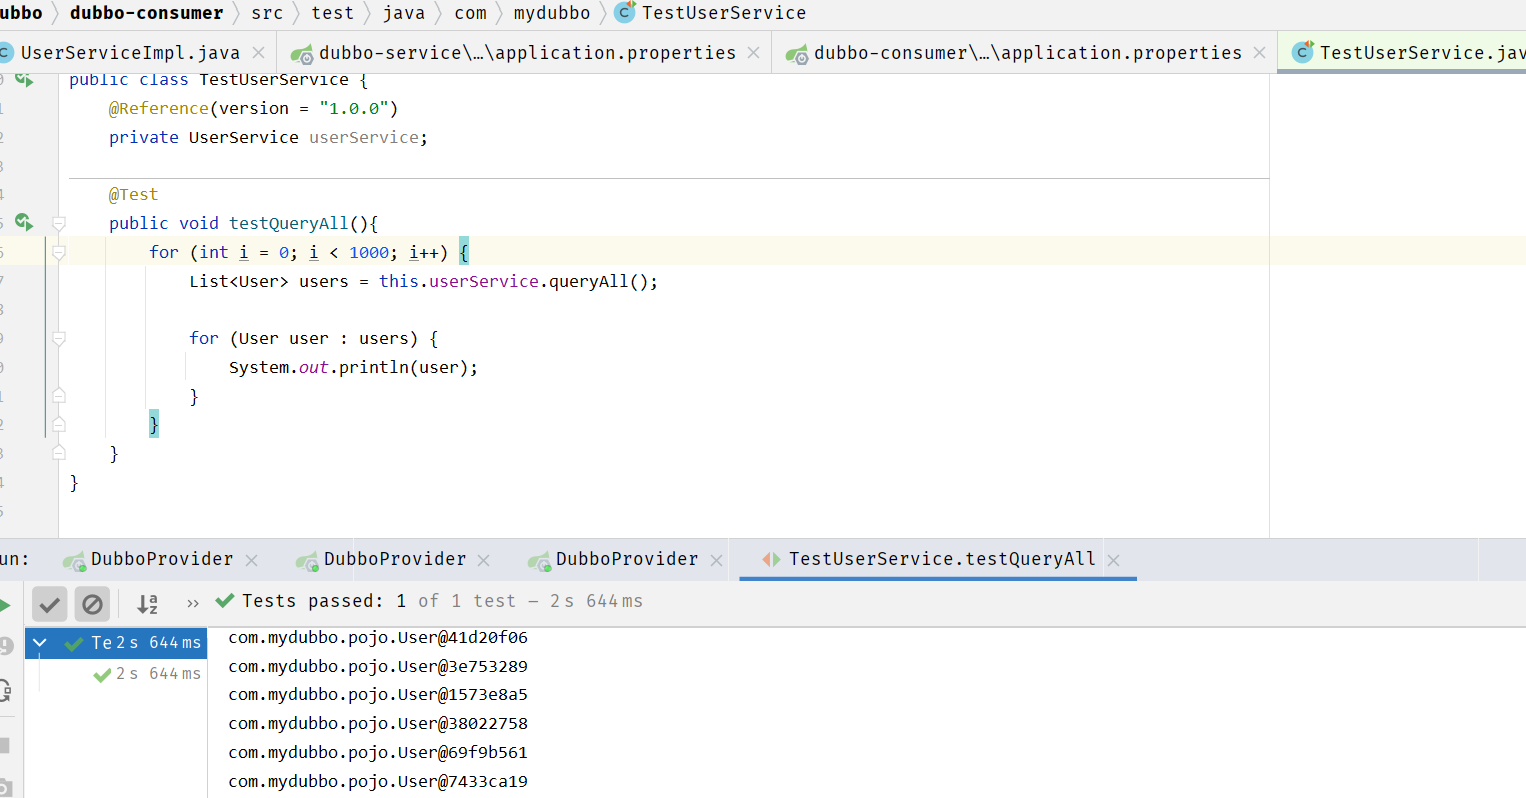 dubbo-consumer src test java com mydubbo TestUserService
UserServiceImpl.java dubbo-service\…\application.properties dubbo-consumer\…\application.properties TestUserService.jav
public class TestUserService {
@Reference(version = "1.0.0")
private UserService userService;
@Test
public void testQueryAll(){
for (int i = 0; i < 1000; i++) {
List<User> users = this.userService.queryAll();
for (User user : users) {
System.out.println(user);
}
}
}
}
un: DubboProvider DubboProvider DubboProvider TestUserService.testQueryAll
Tests passed: 1 of 1 test – 2 s 644 ms
Te 2 s 644 ms
2 s 644 ms
com.mydubbo.pojo.User@41d20f06
com.mydubbo.pojo.User@3e753289
com.mydubbo.pojo.User@1573e8a5
com.mydubbo.pojo.User@38022758
com.mydubbo.pojo.User@69f9b561
com.mydubbo.pojo.User@7433ca19